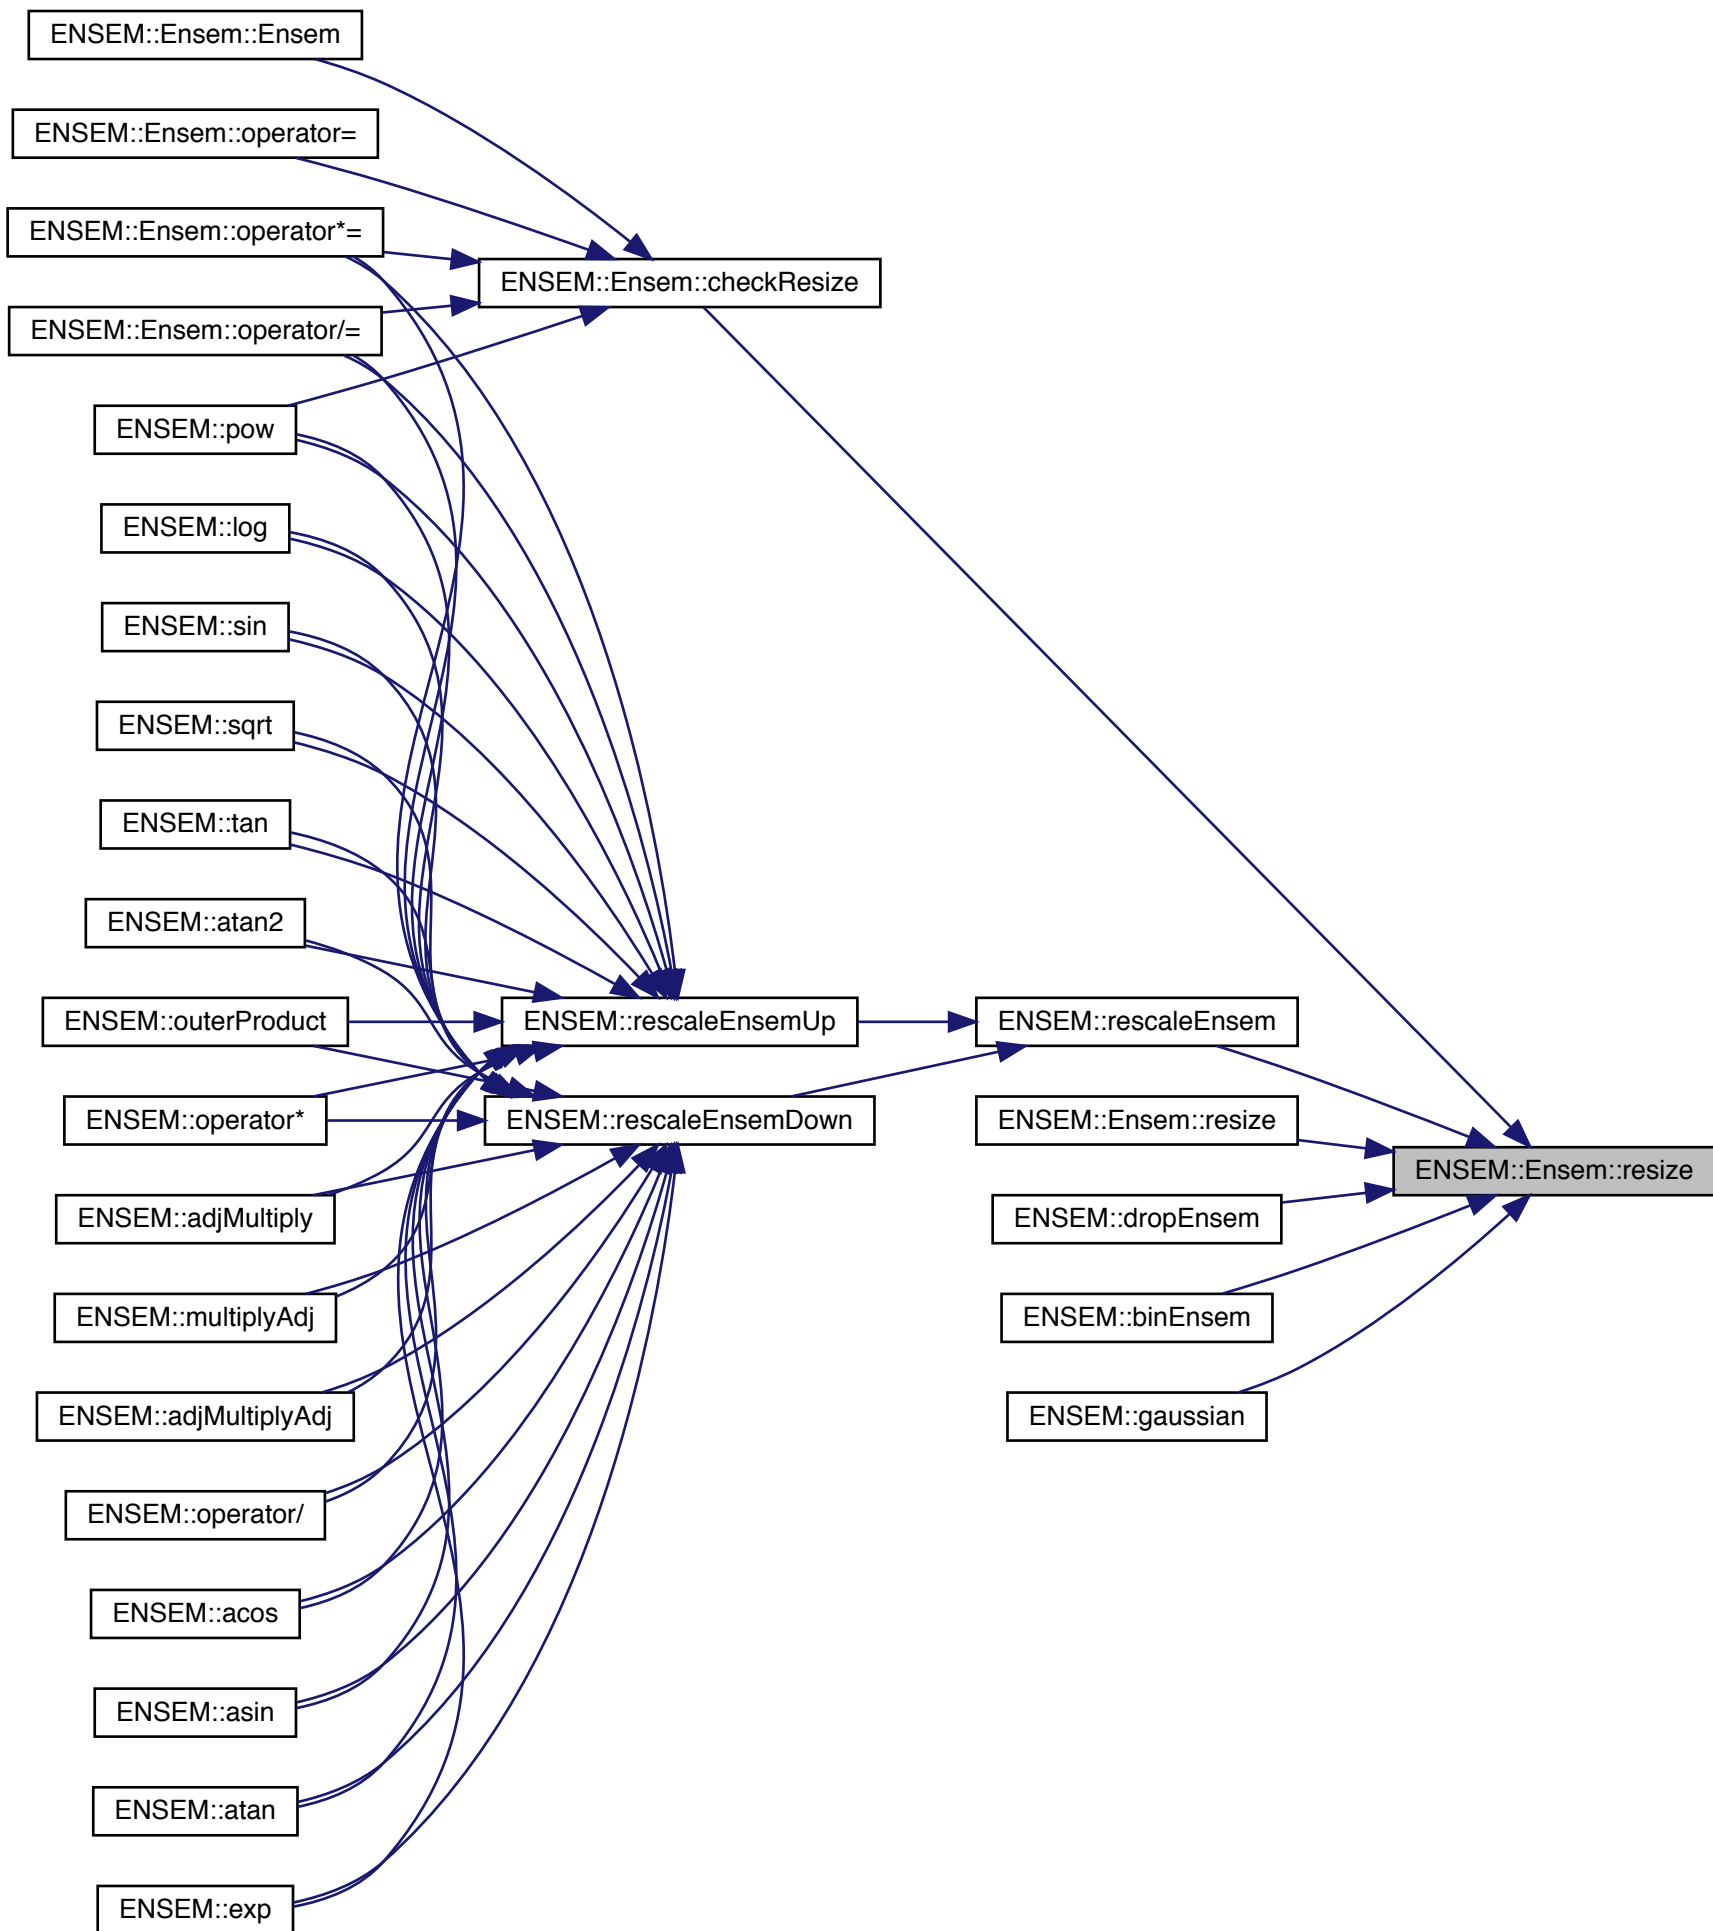 ENSEM::Ensem::Ensem
ENSEM::Ensem::operator=
ENSEM::Ensem::operator*=
ENSEM::Ensem::checkResize
ENSEM::Ensem::operator/=
ENSEM::pow
ENSEM::log
ENSEM::sin
ENSEM::sqrt
ENSEM::tan
ENSEM::atan2
ENSEM::outerProduct
ENSEM::rescaleEnsemUp
ENSEM::rescaleEnsem
ENSEM::operator*
ENSEM::rescaleEnsemDown
ENSEM::Ensem::resize
ENSEM::Ensem::resize
ENSEM::adjMultiply
ENSEM::dropEnsem
ENSEM::multiplyAdj
ENSEM::binEnsem
ENSEM::adjMultiplyAdj
ENSEM::gaussian
ENSEM::operator/
ENSEM::acos
ENSEM::asin
ENSEM::atan
ENSEM::exp